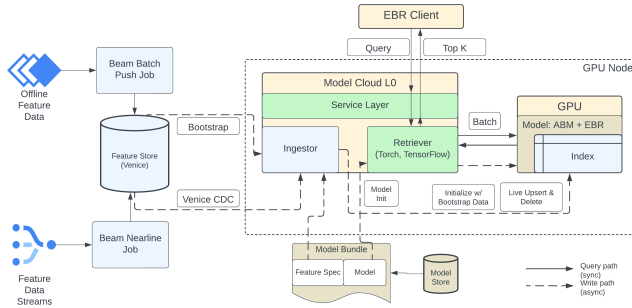 EBR Client
Query
Top K
GPU Node
Beam Batch
Push Job
Offline
Feature
Data
Model Cloud L0
Service Layer
GPU
Model: ABM + EBR
Index
Batch
Bootstrap
Feature Store
(Venice)
Ingestor
Retriever
(Torch, TensorFlow)
Venice CDC
Model
Init
Initialize w/
Bootstrap Data
Live Upsert &
Delete
Beam Nearline
Job
Feature
Data
Streams
Model Bundle
Feature Spec
Model
Model
Store
Query path
(sync)
Write path
(async)